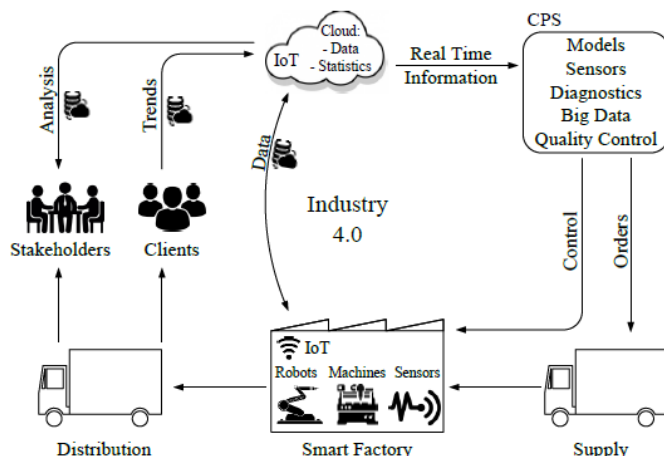 CPS
Cloud:
- Data
- Statistics
IoT
Real Time
Information
Models
Sensors
Diagnostics
Big Data
Quality Control
Analysis
Trends
Data
Industry
4.0
Control
Orders
Stakeholders
Clients
IoT
Robots Machines Sensors
Distribution
Smart Factory
Supply